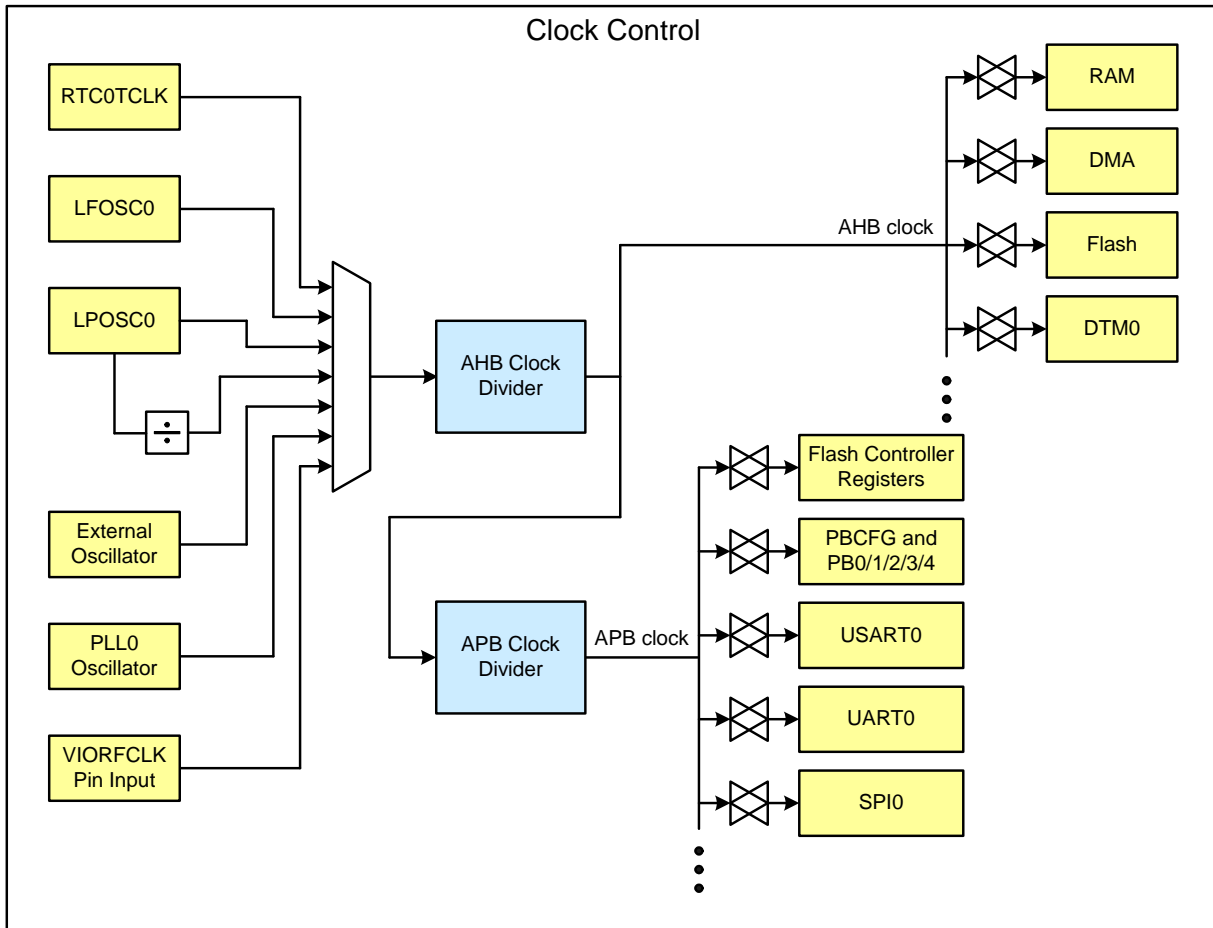 Clock Control
RTC0TCLK
LFOSC0
LPOSC0
÷
External
Oscillator
PLL0
Oscillator
VIORFCLK
Pin Input
AHB Clock
Divider
APB Clock
Divider
AHB clock
APB clock
RAM
DMA
Flash
DTM0
Flash Controller
Registers
PBCFG and
PB0/1/2/3/4
USART0
UART0
SPI0